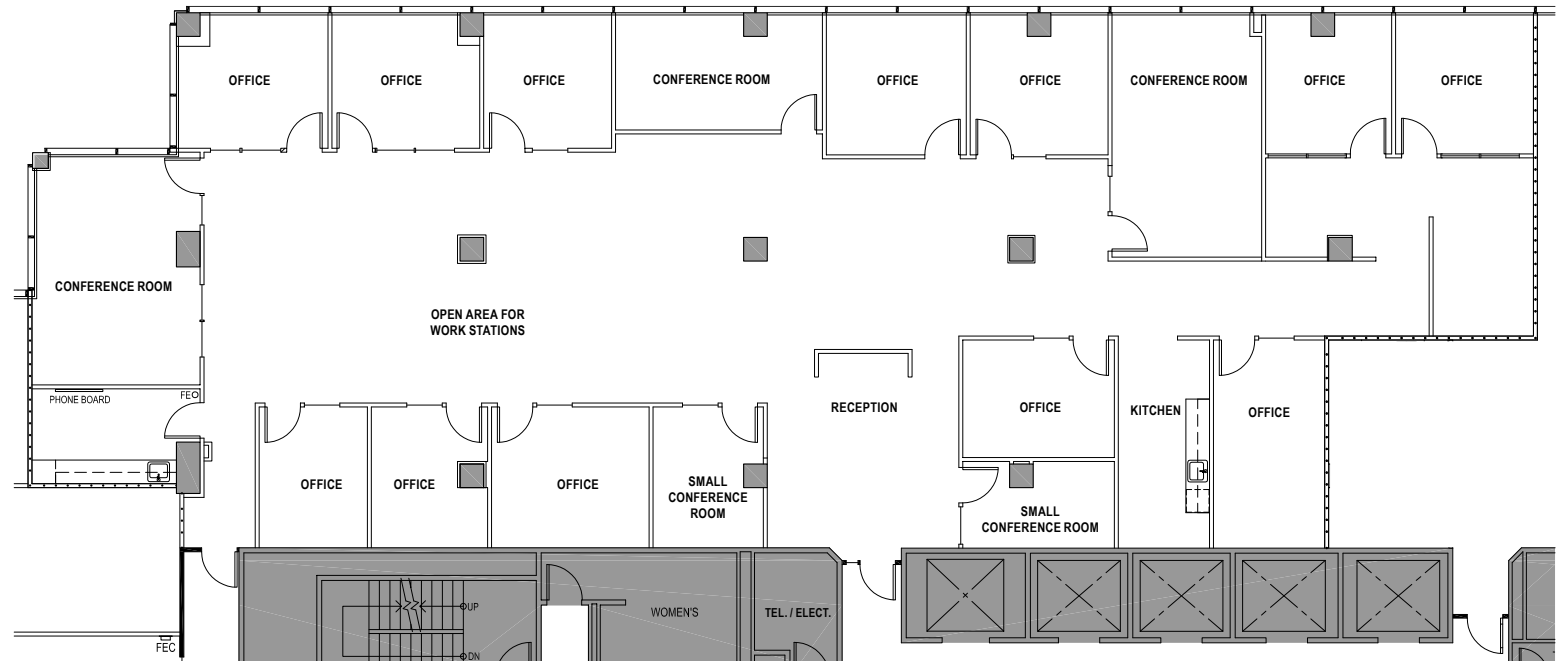 OFFICE
OFFICE
OFFICE
CONFERENCE ROOM
OFFICE
OFFICE
CONFERENCE ROOM
OFFICE
OFFICE
CONFERENCE ROOM
OPEN AREA FOR
WORK STATIONS
PHONE BOARD
FE
RECEPTION
OFFICE
KITCHEN
OFFICE
OFFICE
OFFICE
OFFICE
SMALL
CONFERENCE
ROOM
SMALL
CONFERENCE ROOM
UP
WOMEN'S
TEL. / ELECT.
FEC
DN